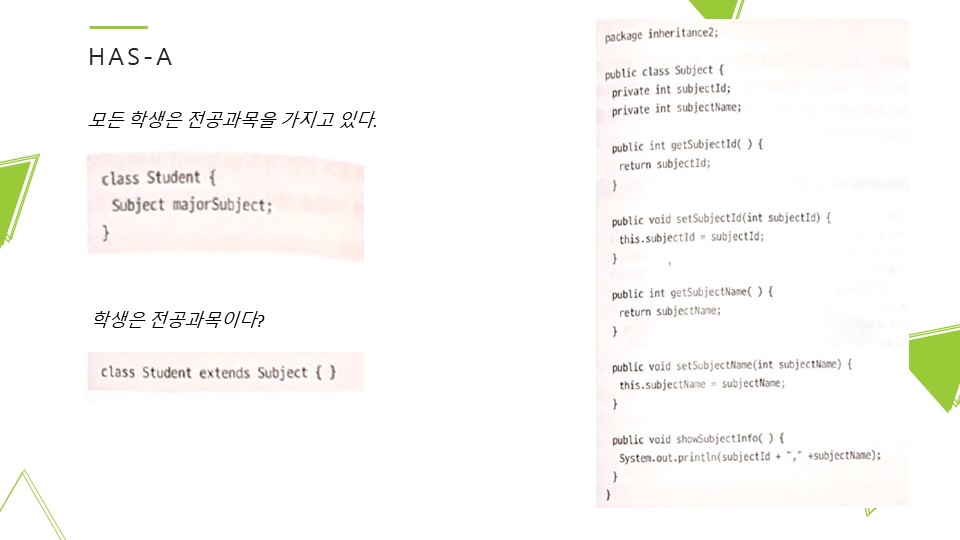 HAS-A
모든 학생은 전공과목을 가지고 있다.
class Student {
Subject majorSubject;
}
학생은 전공과목이다?
class Student extends Subject { }
package inheritance2;
public class Subject {
private int subjectId;
private int subjectName;
public int getSubjectId( ) {
return subjectId;
}
public void setSubjectId(int subjectId) {
this.subjectId = subjectId;
}
public int getSubjectName( ) {
return subjectName;
}
public void setSubjectName(int subjectName) {
this.subjectName = subjectName;
}
public void showSubjectInfo( ) {
System.out.println(subjectId + "," +subjectName);
}
}